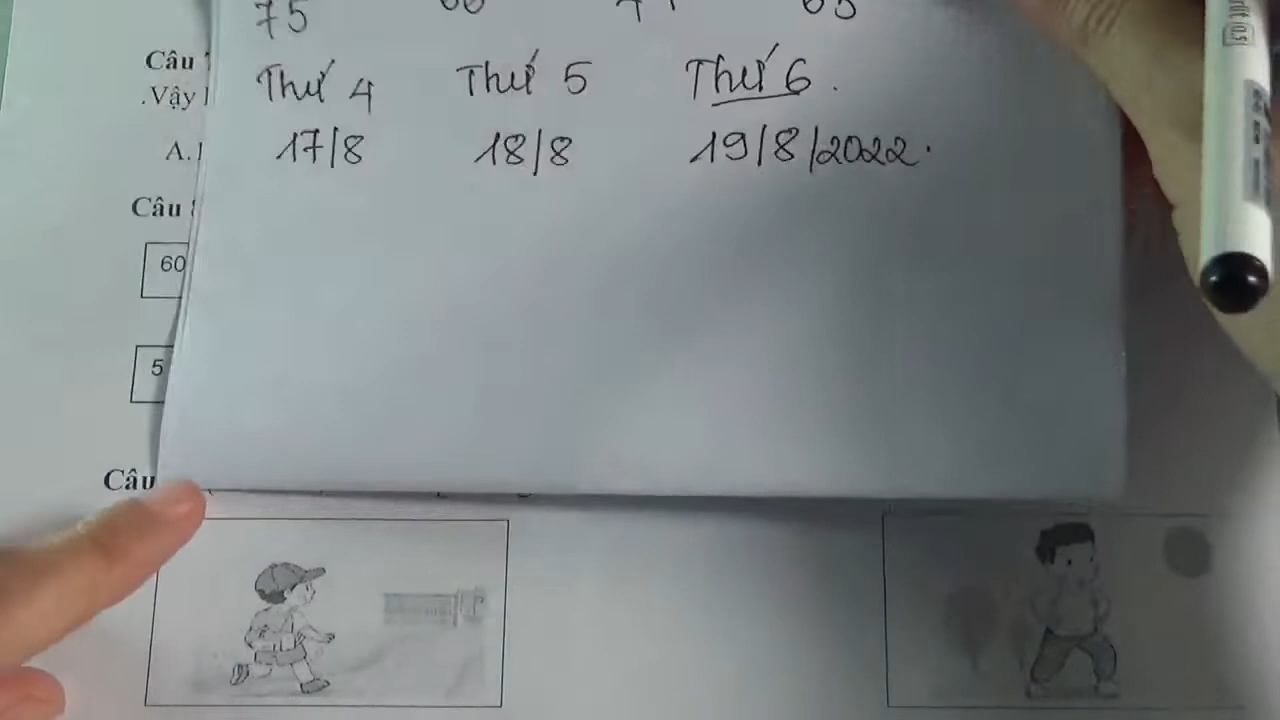 75
Câu
Thứ 4 Thứ 5 Thứ 6.
.Vậy
17/8 18/8 19/8/2022.
A.
Câu
60
5
Câu